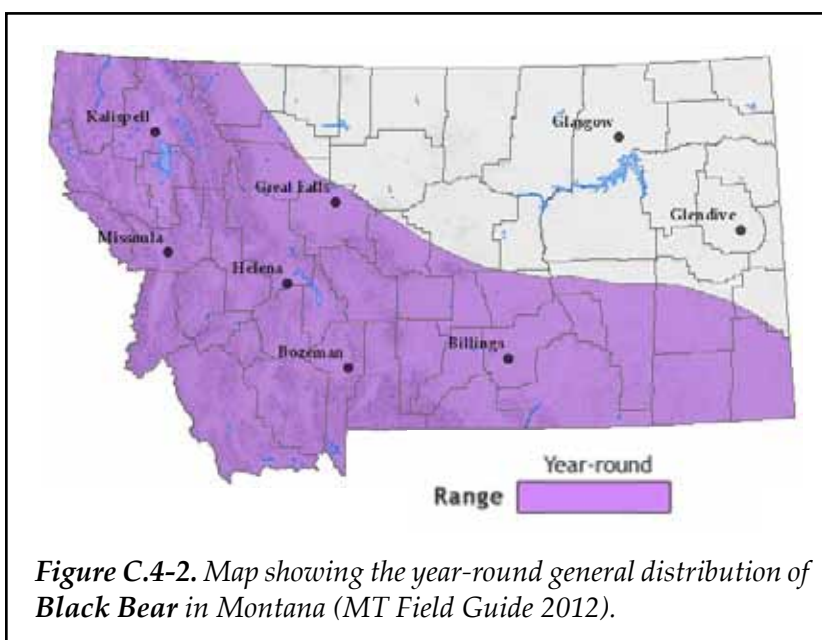 Kalispell
Glasgow
Great Falls
Glendive
Missoula
Helena
Bozeman
Billings
Year-round
Range
Figure C.4-2. Map showing the year-round general distribution of
Black Bear in Montana (MT Field Guide 2012).